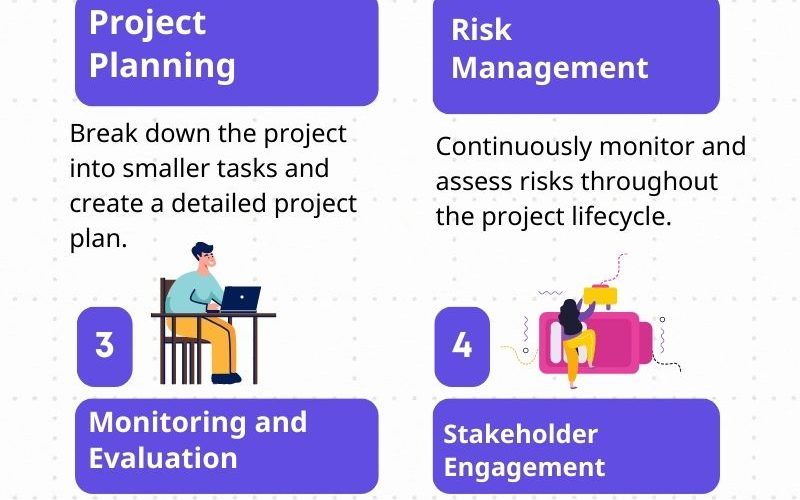 Project
Planning
Risk
Management
Break down the project
into smaller tasks and
create a detailed project
plan.
Continuously monitor and
assess risks throughout
the project lifecycle.
3
4
Monitoring and
Evaluation
Stakeholder
Engagement